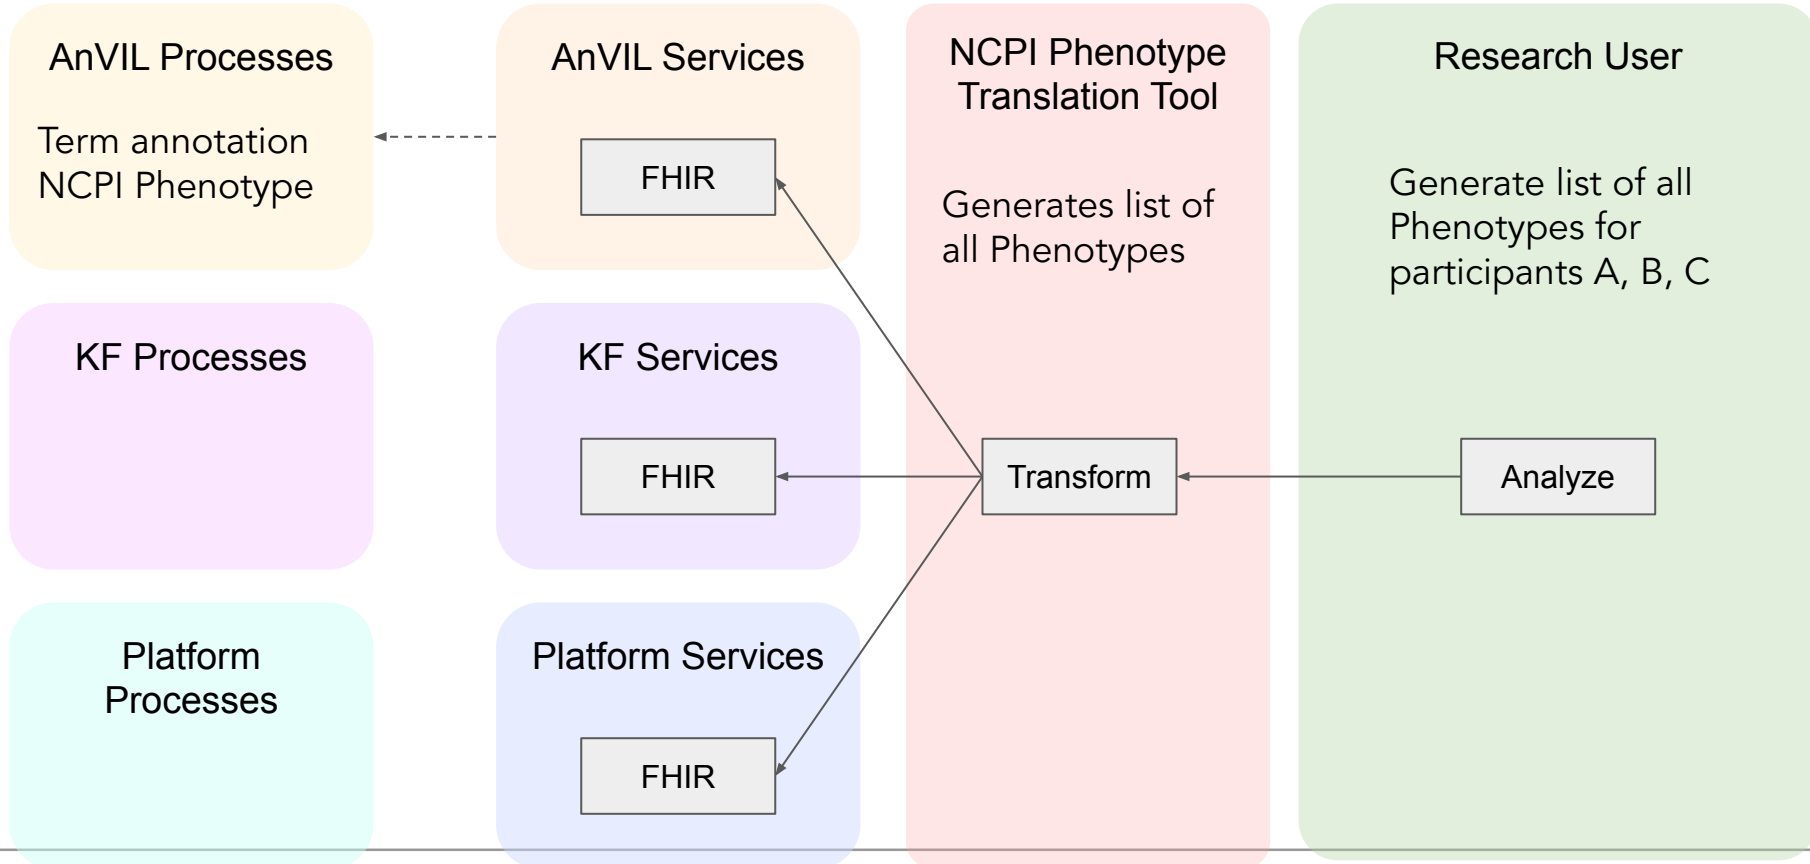 AnVIL Processes
Term annotation
NCPI Phenotype
AnVIL Services
FHIR
NCPI Phenotype
Translation Tool
Generates list of
all Phenotypes
Research User
Generate list of all
Phenotypes for
participants A, B, C
KF Processes
KF Services
FHIR
Transform
Analyze
Platform
Processes
Platform Services
FHIR